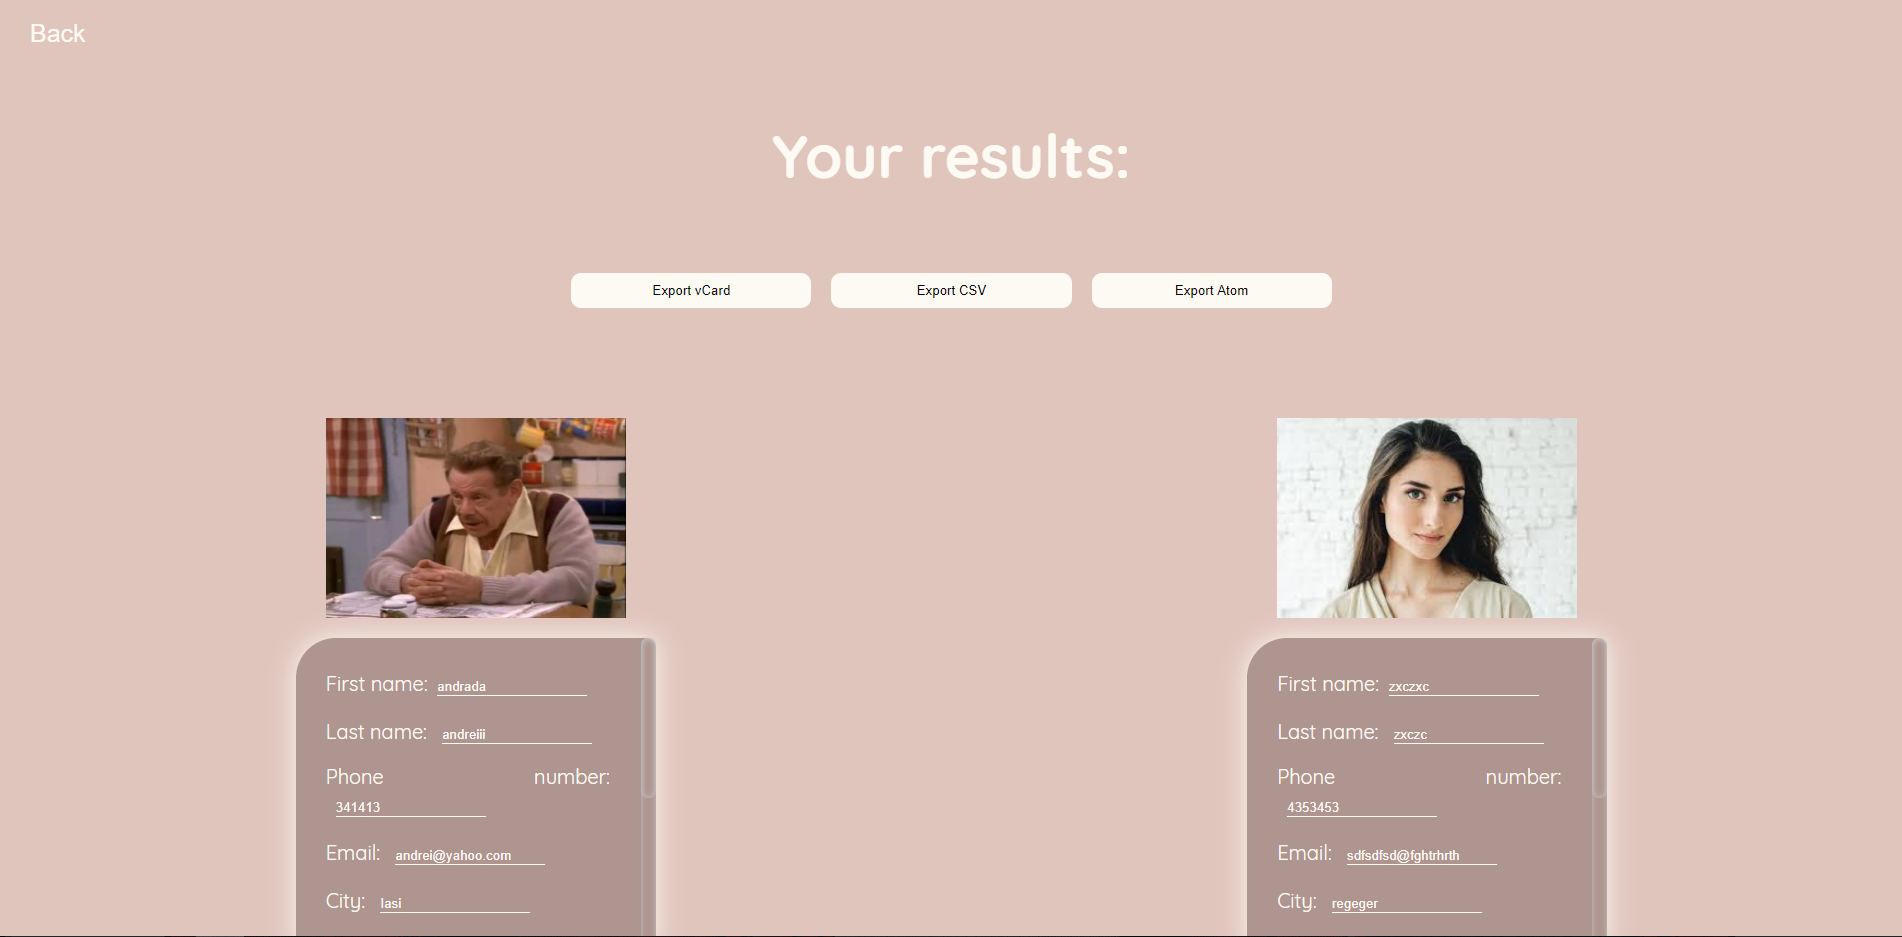 Back
Your results:
Export vCard
Export CSV
Export Atom
First name: andrada
Last name: andreiii
Phone number:
341413
Email: andrei@yahoo.com
City: Iasi
First name: zxczxc
Last name: zxczc
Phone number:
4353453
Email: sdfsdfsd@fghtrhrth
City: regeger